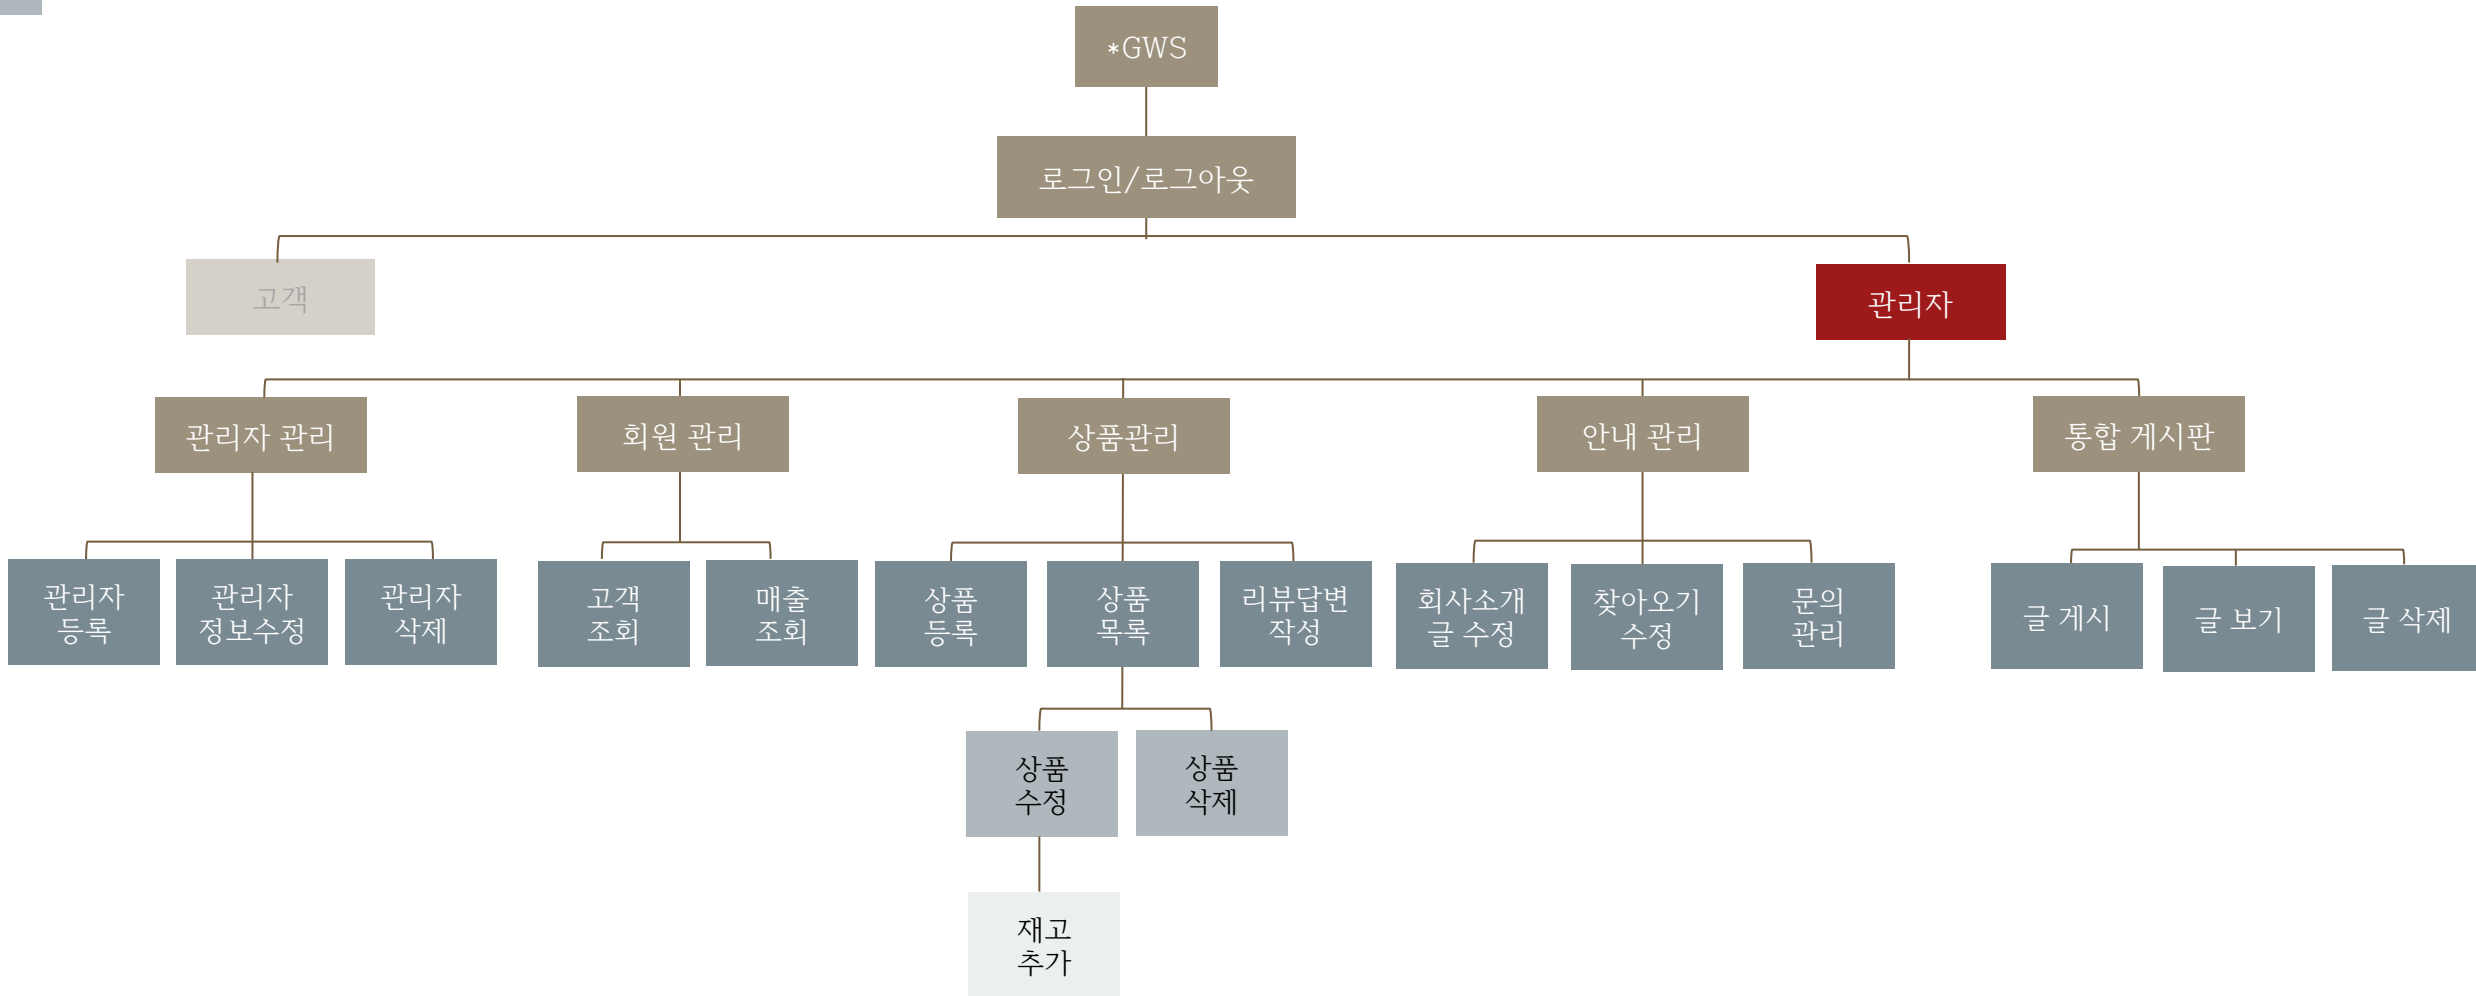 *GWS
로그인/로그아웃
고객
관리자
관리자 관리
회원 관리
상품관리
안내 관리
통합 게시판
관리자
등록
관리자
정보수정
관리자
삭제
고객
조회
매출
조회
상품
등록
상품
목록
리뷰답변
작성
회사소개
글 수정
찾아오기
수정
문의
관리
글 게시
글 보기
글 삭제
상품
수정
상품
삭제
재고
추가